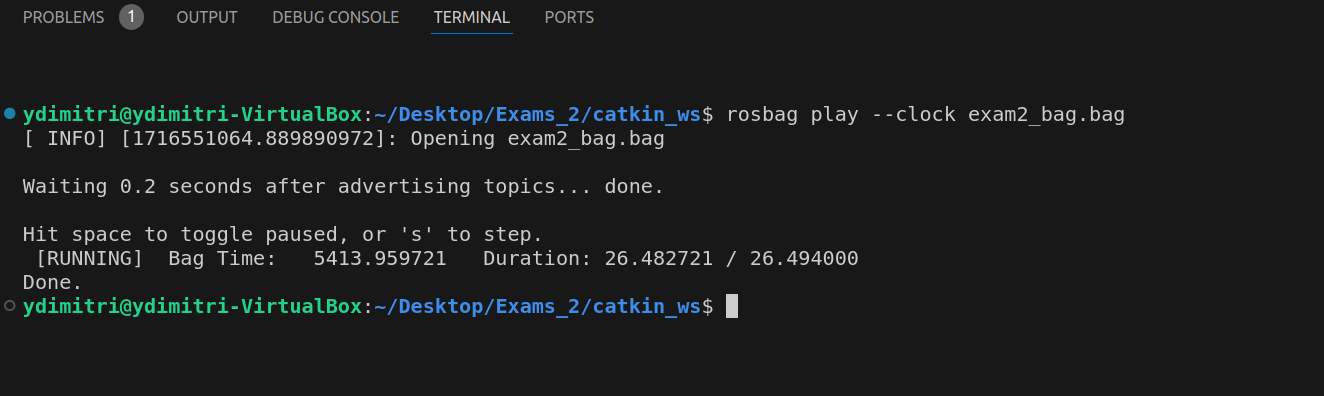 PROBLEMS 1 OUTPUT DEBUG CONSOLE TERMINAL PORTS
ydimitri@ydimitri-VirtualBox:~/Desktop/Exams_2/catkin_ws$ rosbag play --clock exam2_bag.bag
[ INFO] [1716551064.889890972]: Opening exam2_bag.bag
Waiting 0.2 seconds after advertising topics... done.
Hit space to toggle paused, or 's' to step.
[RUNNING]  Bag Time:   5413.959721   Duration: 26.482721 / 26.494000
Done.
ydimitri@ydimitri-VirtualBox:~/Desktop/Exams_2/catkin_ws$